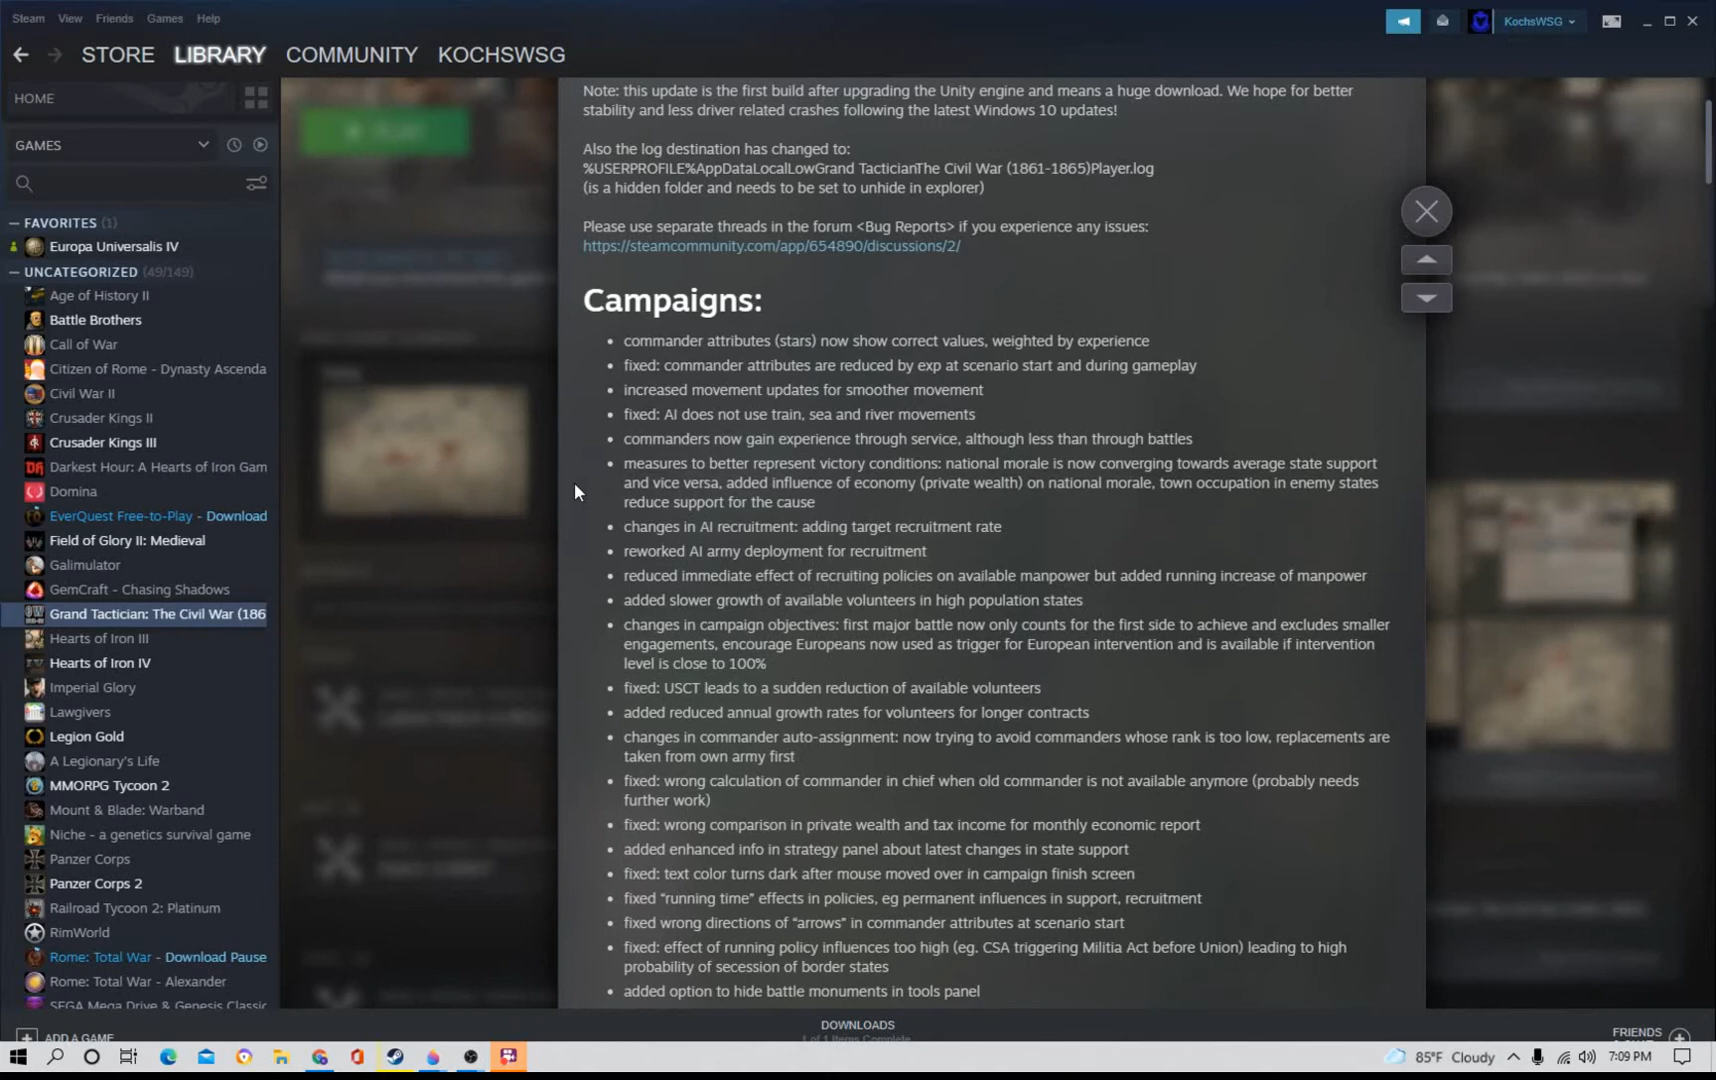 Steam View Friends Games Help
KochsWSG
STORE LIBRARY COMMUNITY KOCHSWSG
HOME
GAMES
FAVORITES (1)
Europa Universalis IV
UNCATEGORIZED (49/149)
Age of History II
Battle Brothers
Call of War
Citizen of Rome - Dynasty Ascenda
Civil War II
Crusader Kings II
Crusader Kings III
Darkest Hour: A Hearts of Iron Gam
Domina
EverQuest Free-to-Play - Download
Field of Glory II: Medieval
Galimulator
GemCraft - Chasing Shadows
Grand Tactician: The Civil War (186
Hearts of Iron III
Hearts of Iron IV
Imperial Glory
Lawgivers
Legion Gold
A Legionary's Life
MMORPG Tycoon 2
Mount & Blade: Warband
Niche - a genetics survival game
Panzer Corps
Panzer Corps 2
Railroad Tycoon 2: Platinum
RimWorld
Rome: Total War - Download Pause
Rome: Total War - Alexander
SEGA Mega Drive & Genesis Classic
ADD A GAME
Note: this update is the first build after upgrading the Unity engine and means a huge download. We hope for better
stability and less driver related crashes following the latest Windows 10 updates!
Also the log destination has changed to:
%USERPROFILE%AppDataLocalLowGrand TacticianThe Civil War (1861-1865)Player.log
(is a hidden folder and needs to be set to unhide in explorer)
Please use separate threads in the forum <Bug Reports> if you experience any issues:
https://steamcommunity.com/app/654890/discussions/2/
Campaigns:
• commander attributes (stars) now show correct values, weighted by experience
• fixed: commander attributes are reduced by exp at scenario start and during gameplay
• increased movement updates for smoother movement
• fixed: AI does not use train, sea and river movements
• commanders now gain experience through service, although less than through battles
• measures to better represent victory conditions: national morale is now converging towards average state support
and vice versa, added influence of economy (private wealth) on national morale, town occupation in enemy states
reduce support for the cause
• changes in AI recruitment: adding target recruitment rate
• reworked AI army deployment for recruitment
• reduced immediate effect of recruiting policies on available manpower but added running increase of manpower
• added slower growth of available volunteers in high population states
• changes in campaign objectives: first major battle now only counts for the first side to achieve and excludes smaller
engagements, encourage Europeans now used as trigger for European intervention and is available if intervention
level is close to 100%
• fixed: USCT leads to a sudden reduction of available volunteers
• added reduced annual growth rates for volunteers for longer contracts
• changes in commander auto-assignment: now trying to avoid commanders whose rank is too low, replacements are
taken from own army first
• fixed: wrong calculation of commander in chief when old commander is not available anymore (probably needs
further work)
• fixed: wrong comparison in private wealth and tax income for monthly economic report
• added enhanced info in strategy panel about latest changes in state support
• fixed: text color turns dark after mouse moved over in campaign finish screen
• fixed “running time” effects in policies, eg permanent influences in support, recruitment
• fixed wrong directions of “arrows” in commander attributes at scenario start
• fixed: effect of running policy influences too high (eg. CSA triggering Militia Act before Union) leading to high
probability of secession of border states
• added option to hide battle monuments in tools panel
DOWNLOADS
1 of 1 Items Complete
FRIENDS
85°F Cloudy
7:09 PM